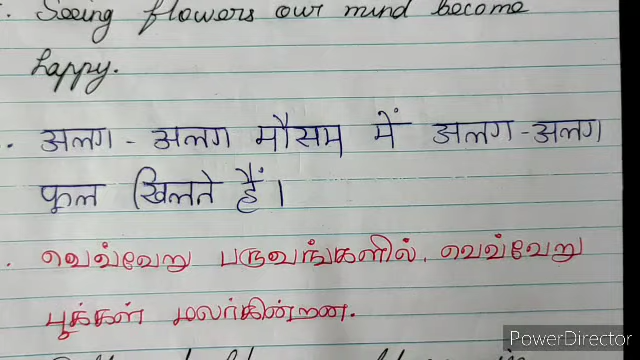 . Seeing flowers our mind become
happy.
. अलग - अलग मौसम में अलग-अलग
फूल खिलते हैं।
. வெவ்வேறு பருவங்களில், வெவ்வேறு
பூக்கள் மலர்கின்றன.
PowerDirector